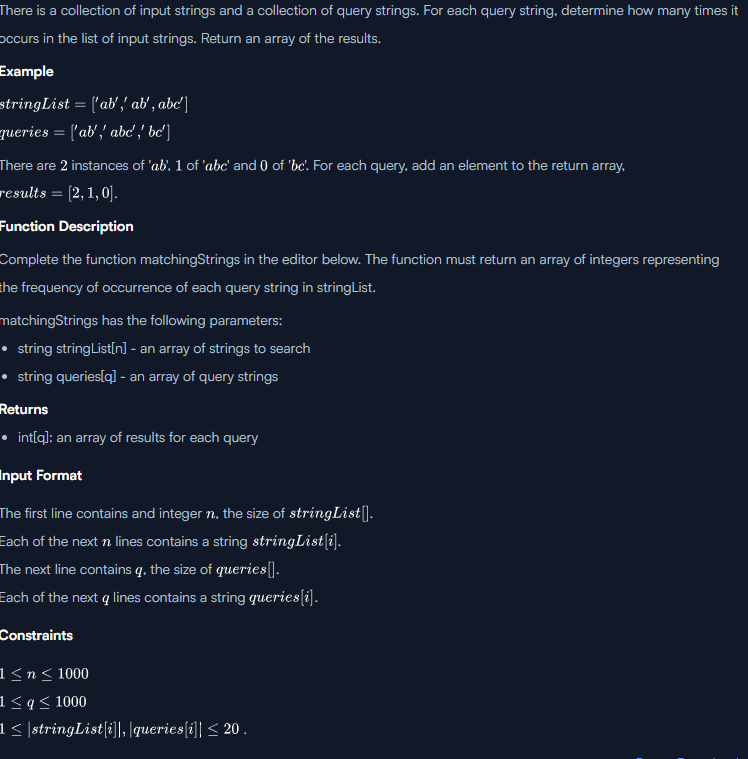 There is a collection of input strings and a collection of query strings. For each query string, determine how many times it
occurs in the list of input strings. Return an array of the results.
Example
stringList = ['ab',' ab', abc']
queries = ['ab',' abc',' bc']
There are 2 instances of 'ab', 1 of 'abc' and 0 of 'bc'. For each query, add an element to the return array,
results = [2, 1, 0].
Function Description
Complete the function matchingStrings in the editor below. The function must return an array of integers representing
the frequency of occurrence of each query string in stringList.
matchingStrings has the following parameters:
• string stringList[n] - an array of strings to search
• string queries[q] - an array of query strings
Returns
• int[q]: an array of results for each query
Input Format
The first line contains and integer n, the size of stringList[].
Each of the next n lines contains a string stringList[i].
The next line contains q, the size of queries[].
Each of the next q lines contains a string queries[i].
Constraints
1 ≤ n ≤ 1000
1 ≤ q ≤ 1000
1 ≤ |stringList[i]|, |queries[i]| ≤ 20 .